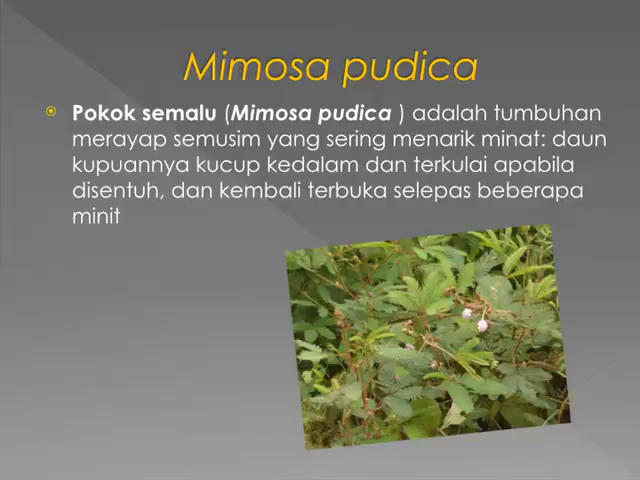 Mimosa pudica
Pokok semalu (Mimosa pudica ) adalah tumbuhan
merayap semusim yang sering menarik minat: daun
kupuannya kucup kedalam dan terkulai apabila
disentuh, dan kembali terbuka selepas beberapa
minit